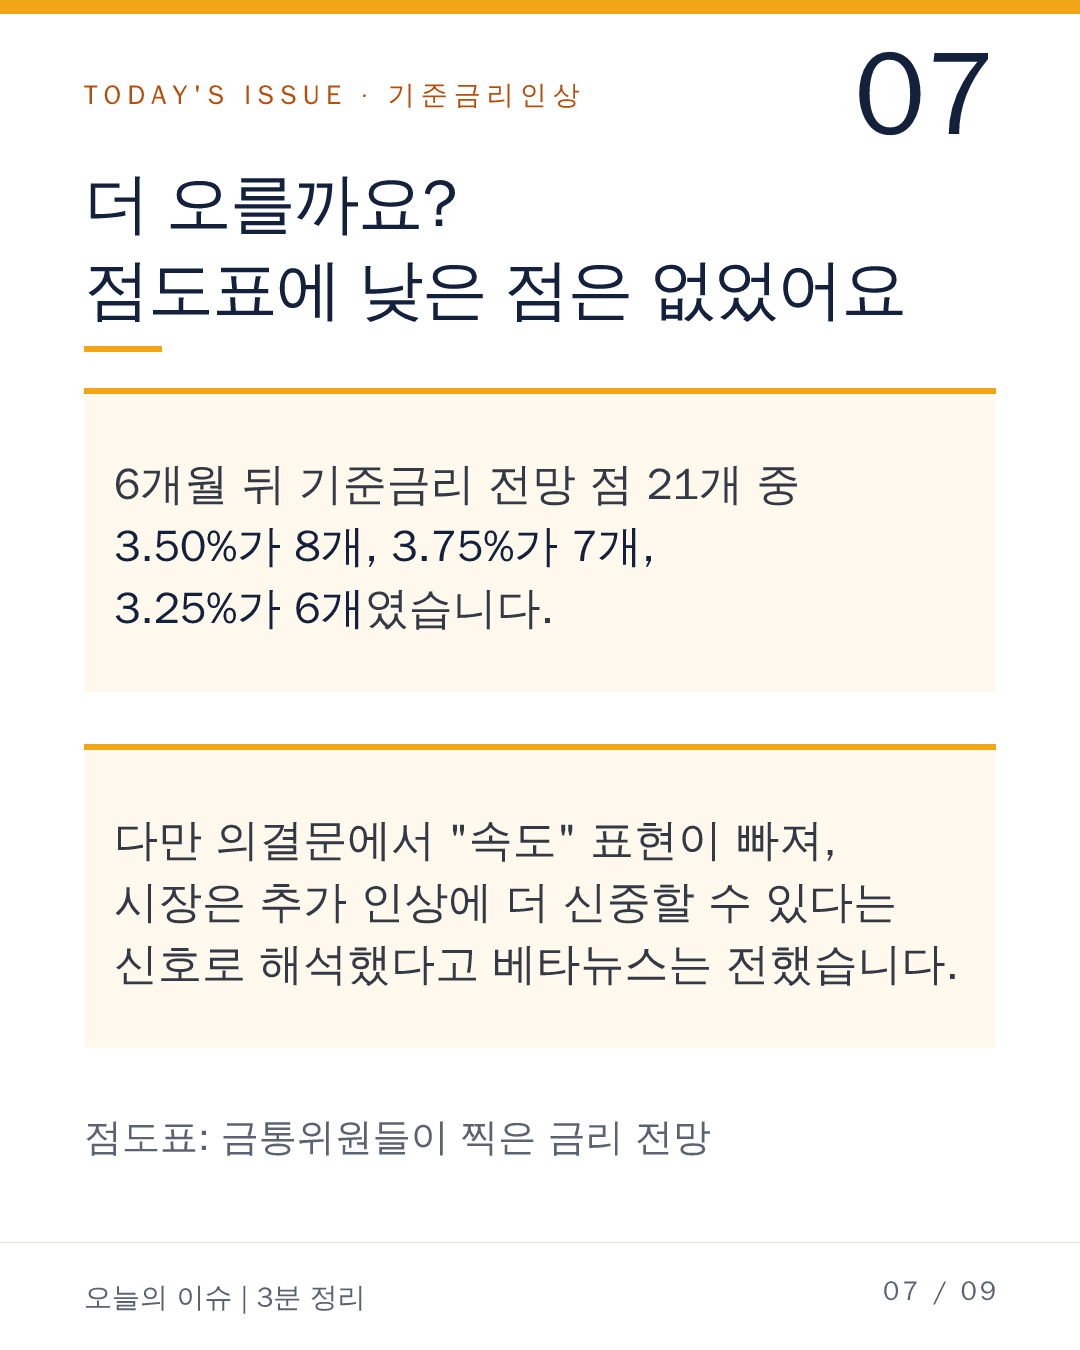 TODAY'S ISSUE · 기준금리인상
07
더 오를까요?
점도표에 낮은 점은 없었어요
6개월 뒤 기준금리 전망 점 21개 중
3.50%가 8개, 3.75%가 7개,
3.25%가 6개였습니다.
다만 의결문에서 "속도" 표현이 빠져,
시장은 추가 인상에 더 신중할 수 있다는
신호로 해석했다고 베타뉴스는 전했습니다.
점도표: 금통위원들이 찍은 금리 전망
오늘의 이슈 | 3분 정리
07 / 09